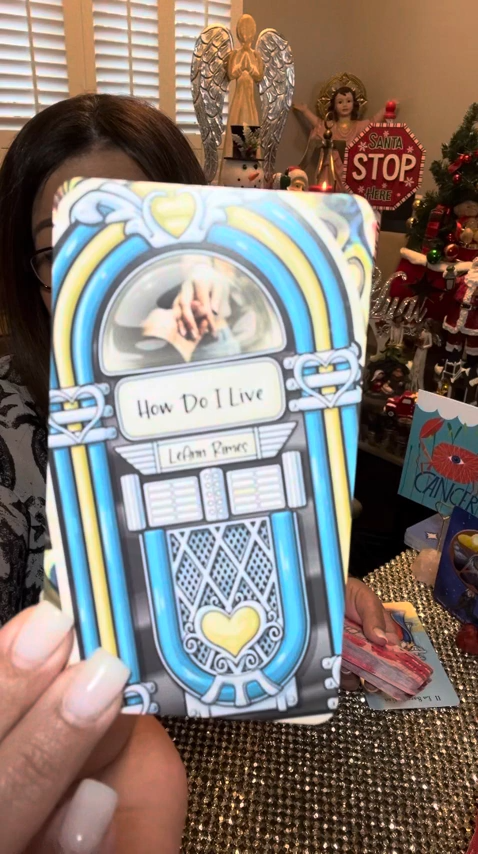 SANTA
STOP
HERE
How Do I Live
LeAnn Rimes
CANCER